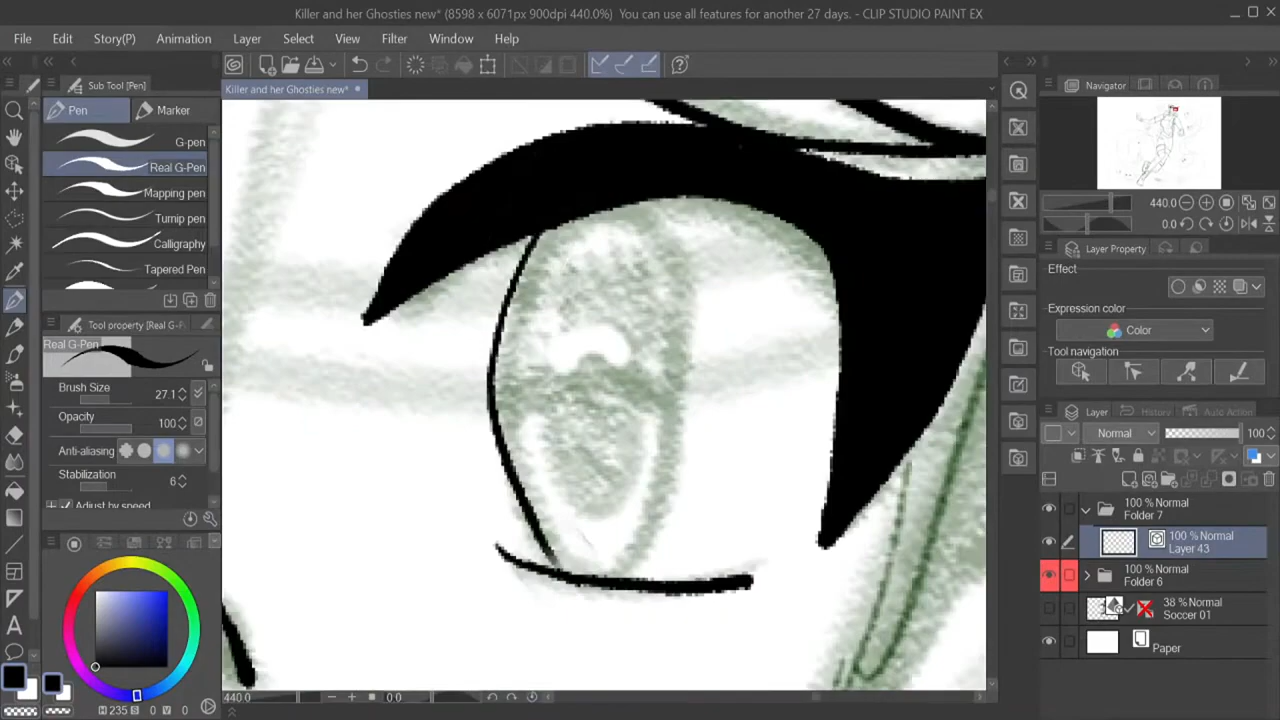 Killer and her Ghosties new* (8598 x 6071px 900dpi 440.0%) You can use all features for another 27 days. - CLIP STUDIO PAINT EX
File Edit Story(P) Animation Layer Select View Filter Window Help
Sub Tool [Pen]
Killer and her Ghosties new*
Navigator
Pen Marker
G-pen
Real G-Pen
Mapping pen
Turnip pen
Calligraphy
Tapered Pen
440.0
0.0
Layer Property
Effect
Expression color
Color
Tool navigation
Tool property [Real G-P
Real G-Pen
Brush Size 27.1
Opacity 100
Anti-aliasing
Stabilization 6
Adjust by speed
Layer History Auto Action
Normal 100
100 % Normal
Folder 7
100 % Normal
Layer 43
100 % Normal
Folder 6
38 % Normal
Soccer 01
Paper
440.0 0.0
H 235 S 0 V 0